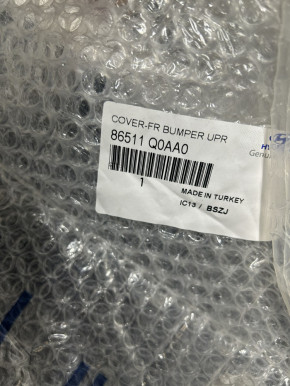 COVER-FR BUMPER UPR
86511 Q0AA0
1
MADE IN TURKEY
IC13 / BSZJ